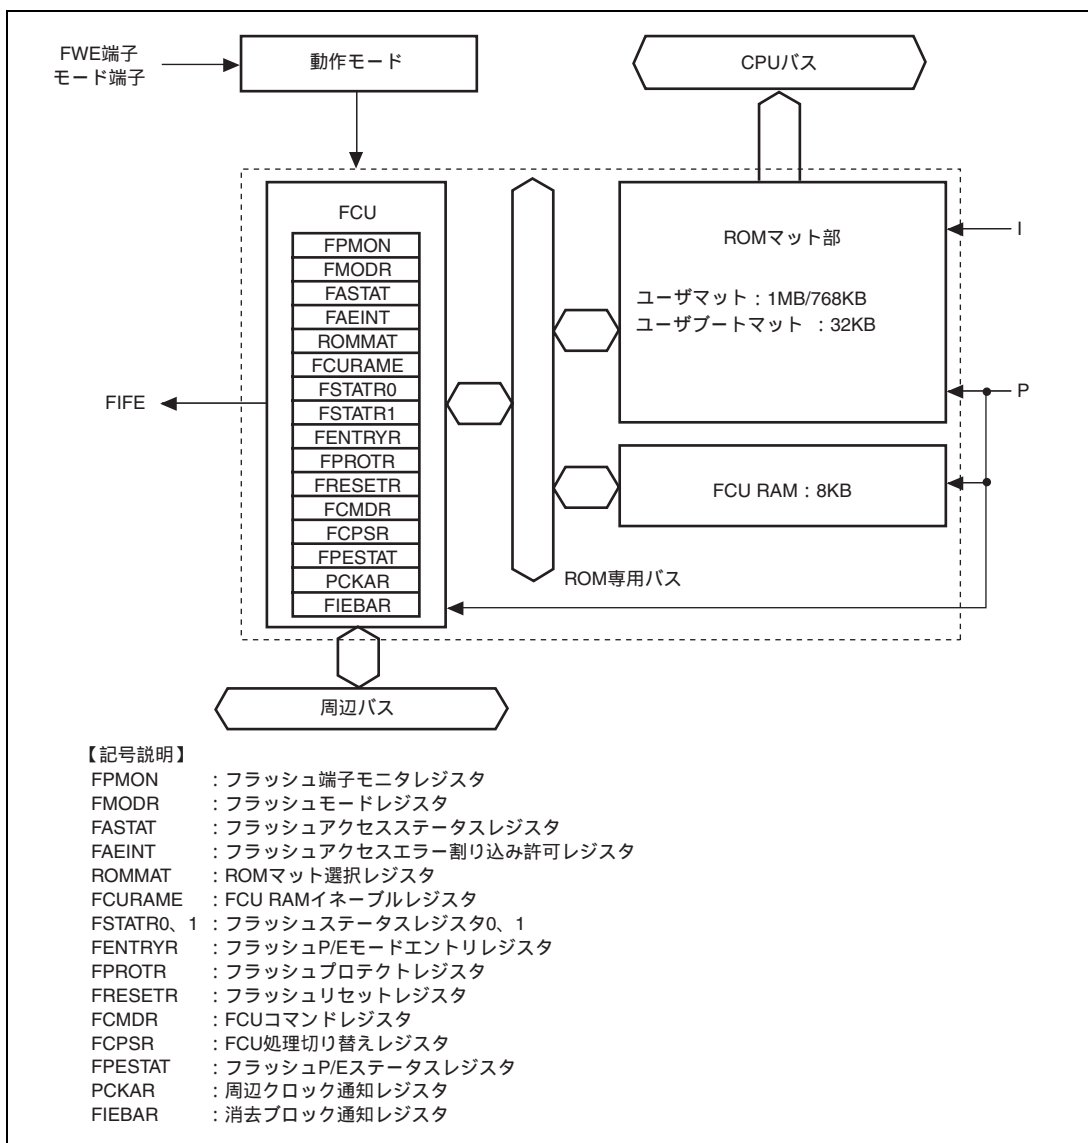 FWE端子
モード端子
動作モード
CPUバス
FCU
FPMON
FMODR
FASTAT
FAEINT
ROMMAT
FCURAME
FSTATR0
FSTATR1
FENTRYR
FPROTR
FRESETR
FCMDR
FCPSR
FPESTAT
PCKAR
FIEBAR
FIFE
ROMマット部
ユーザマット：1MB/768KB
ユーザブートマット ：32KB
I
P
FCU RAM：8KB
ROM専用バス
周辺バス
【記号説明】
FPMON ：フラッシュ端子モニタレジスタ
FMODR ：フラッシュモードレジスタ
FASTAT ：フラッシュアクセスステータスレジスタ
FAEINT ：フラッシュアクセスエラー割り込み許可レジスタ
ROMMAT ：ROMマット選択レジスタ
FCURAME ：FCU RAMイネーブルレジスタ
FSTATR0、1 ：フラッシュステータスレジスタ0、1
FENTRYR ：フラッシュP/Eモードエントリレジスタ
FPROTR ：フラッシュプロテクトレジスタ
FRESETR ：フラッシュリセットレジスタ
FCMDR ：FCUコマンドレジスタ
FCPSR ：FCU処理切り替えレジスタ
FPESTAT ：フラッシュP/Eステータスレジスタ
PCKAR ：周辺クロック通知レジスタ
FIEBAR ：消去ブロック通知レジスタ